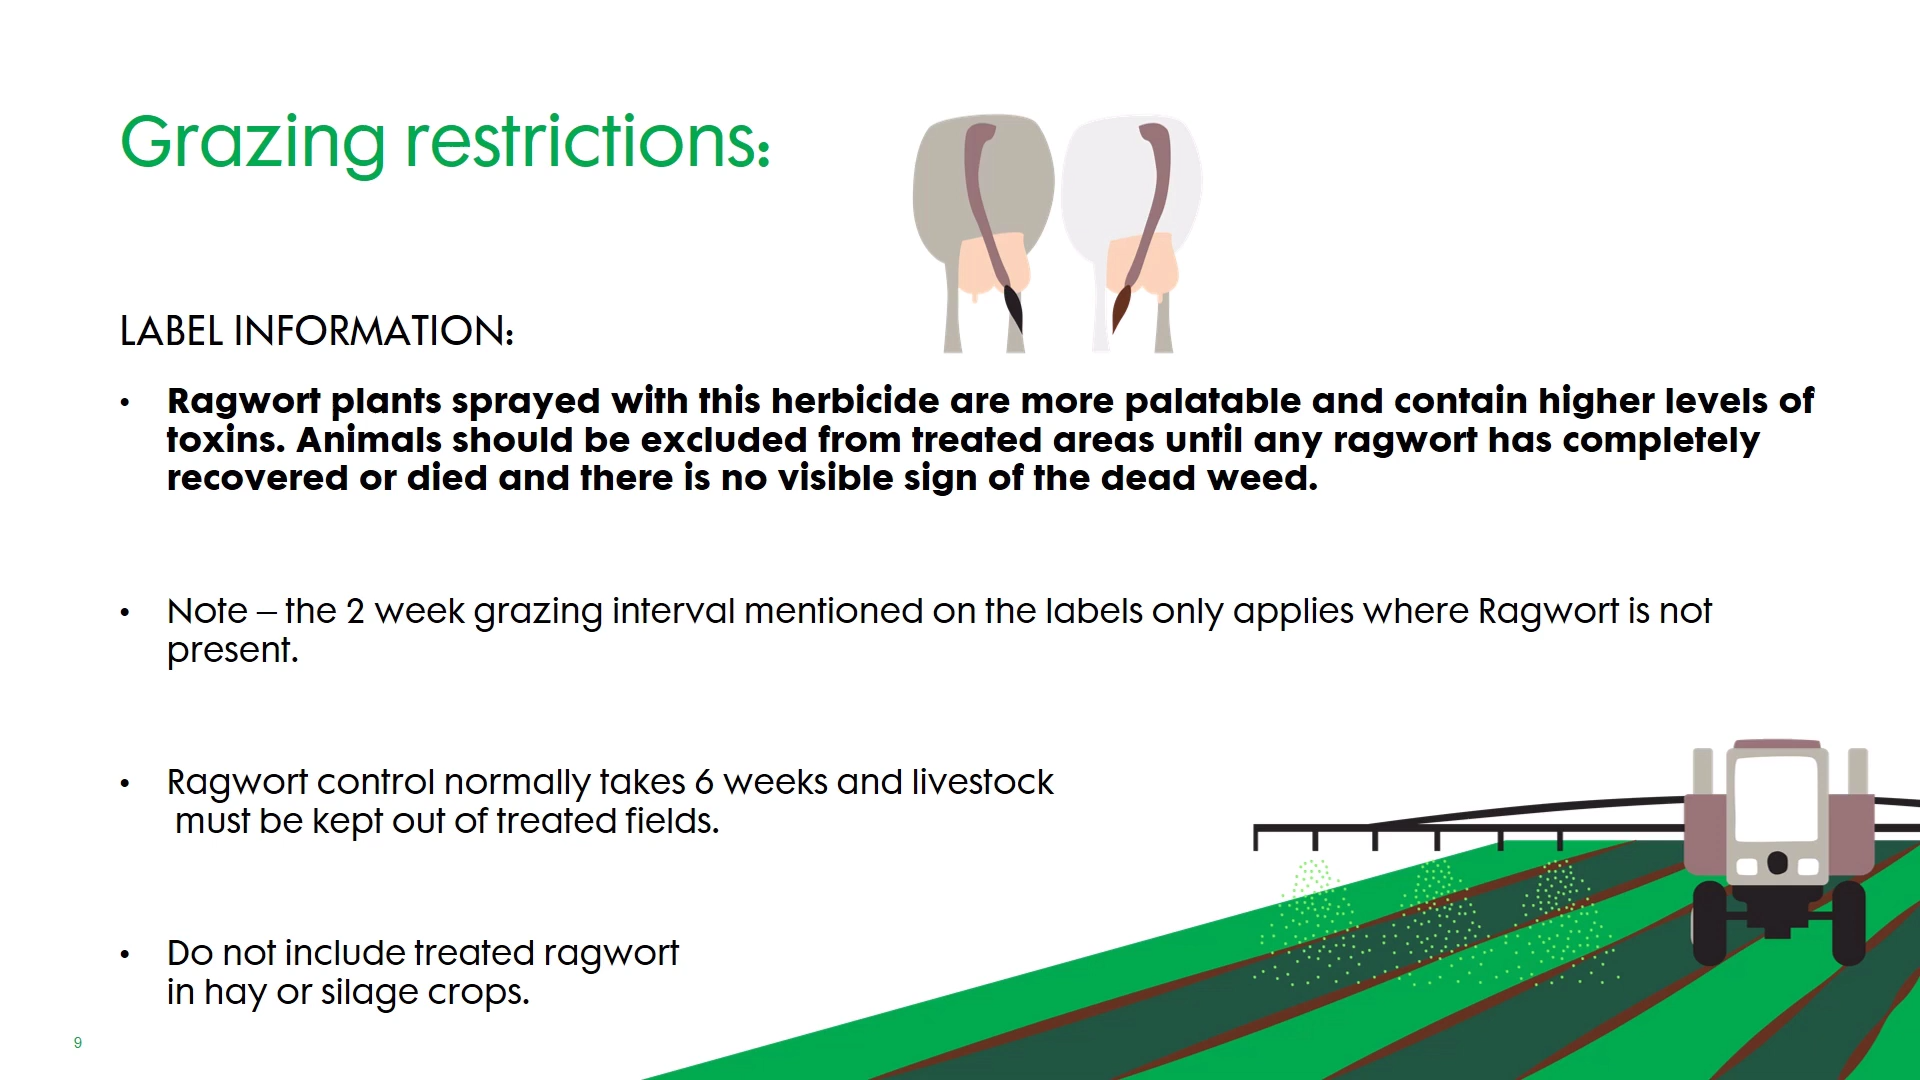 Grazing restrictions:
LABEL INFORMATION:
• Ragwort plants sprayed with this herbicide are more palatable and contain higher levels of
toxins. Animals should be excluded from treated areas until any ragwort has completely
recovered or died and there is no visible sign of the dead weed.
• Note – the 2 week grazing interval mentioned on the labels only applies where Ragwort is not
present.
• Ragwort control normally takes 6 weeks and livestock
must be kept out of treated fields.
• Do not include treated ragwort
in hay or silage crops.
9